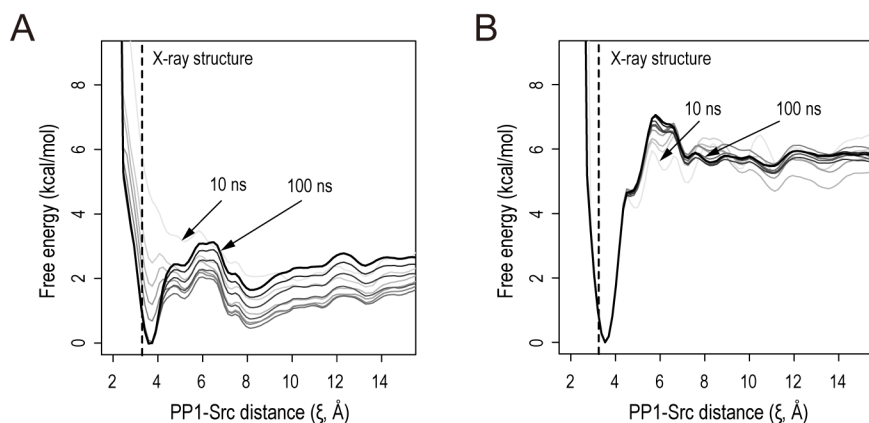 A
X-ray structure
10 ns
100 ns
Free energy (kcal/mol)
0
2
4
6
8
2
4
6
8
10
12
14
PP1-Src distance (ξ, Å)
B
X-ray structure
10 ns
100 ns
Free energy (kcal/mol)
0
2
4
6
8
2
4
6
8
10
12
14
PP1-Src distance (ξ, Å)